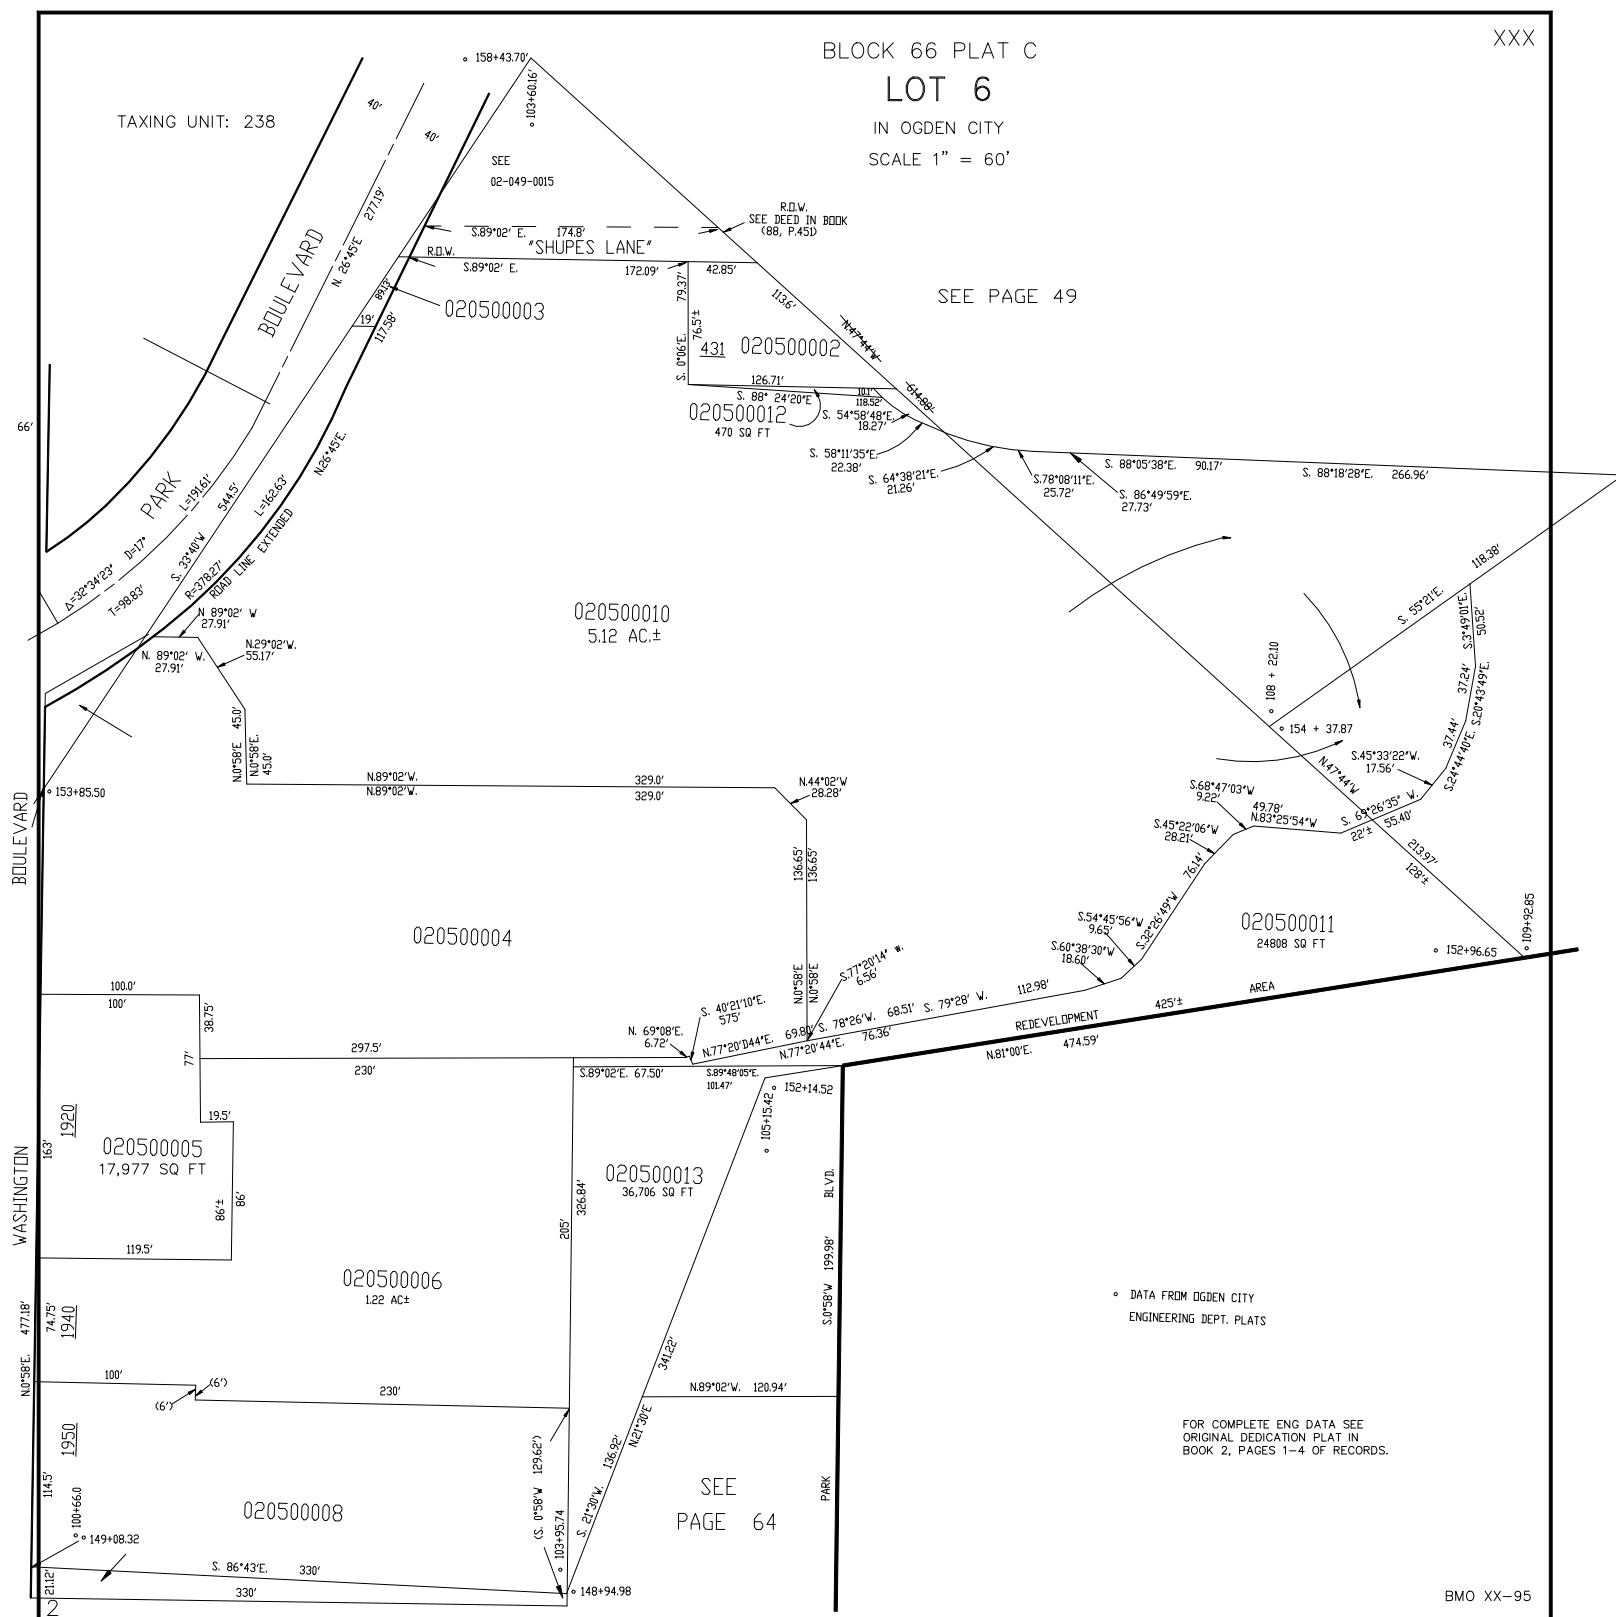 XXX
BLOCK 66 PLAT C
LOT 6
IN OGDEN CITY
SCALE 1" = 60'
TAXING UNIT: 238
158+43.70'
103+60.16'
40'
40'
SEE
02-049-0015
R.O.W.
SEE DEED IN BOOK
(88, P.451)
S.89°02' E. 174.8'
"SHUPES LANE"
R.O.W.
S.89°02' E.
172.09'
42.85'
N. 26°45'E 277.19'
BOULEVARD
89.13'
020500003
19'
117.58'
79.37'
76.5'±
S. 0°06'E.
431
020500002
113.6'
SEE PAGE 49
N.47°44'W
614.88'
126.71'
10.1'
S. 88° 24'20"E
118.52'
020500012
470 SQ FT
S. 54°58'48"E.
18.27'
S. 58°11'35"E.
22.38'
S. 64°38'21"E.
21.26'
S.78°08'11"E.
25.72'
S. 88°05'38"E. 90.17'
S. 86°49'59"E.
27.73'
S. 88°18'28"E. 266.96'
66'
PARK
L=191.61'
D=17°
Δ=32°34'23"
T=98.83'
S. 33°40'W 544.5'
L=162.63'
R=378.27'
ROAD LINE EXTENDED
N.26°45'E.
N 89°02' W
27.91'
N. 89°02' W.
27.91'
N.29°02'W.
55.17'
020500010
5.12 AC.±
S. 55°21'E. 118.38'
S.3°49'01"E.
50.52'
37.24'
S.20°43'49"E.
37.44'
S.24°44'40"E.
108 + 22.10
154 + 37.87
S.45°33'22"W.
17.56'
N.47°44'W
S. 69°26'35" W.
22'± 55.40'
213.97'
128'±
S.68°47'03"W
9.22'
49.78'
N.83°25'54"W
S.45°22'06"W
28.21'
76.14'
S.32°26'49"W
S.54°45'56"W
9.65'
S.60°38'30"W
18.60'
020500011
24808 SQ FT
152+96.65
109+92.85
N.0°58'E 45.0'
N.0°58'E.
45.0'
N.89°02'W. 329.0'
N.89°02'W. 329.0'
N.44°02'W
28.28'
153+85.50
BOULEVARD
136.65'
136.65'
N.0°58'E
N.0°58'E
020500004
S.77°20'14" W.
6.56'
S. 40°21'10"E.
575'
N. 69°08'E.
6.72'
N.77°20'D44"E. 69.80'
S. 78°26'W. 68.51'
S. 79°28' W. 112.98'
N.77°20'44"E. 76.36'
REDEVELOPMENT 425'± AREA
N.81°00'E. 474.59'
100.0'
100'
38.75'
77'
297.5'
230'
S.89°02'E. 67.50'
S.89°48'05"E.
101.47'
152+14.52
105+15.42
1920
163'
19.5'
020500005
17,977 SQ FT
86'±
86'
119.5'
WASHINGTON
020500013
36,706 SQ FT
326.84'
205'
S.0°58'W 199.98' BLVD.
020500006
1.22 AC±
N.0°58'E. 477.18'
74.75'
1940
DATA FROM OGDEN CITY
ENGINEERING DEPT. PLATS
341.22'
N.89°02'W. 120.94'
100'
(6')
(6')
230'
N.21°30'E
S. 21°30'W. 136.92'
(S. 0°58'W 129.62')
1950
114.5'
FOR COMPLETE ENG DATA SEE
ORIGINAL DEDICATION PLAT IN
BOOK 2, PAGES 1-4 OF RECORDS.
SEE
PAGE 64
PARK
020500008
100+66.0
149+08.32
103+95.74
S. 86°43'E. 330'
330'
148+94.98
21.12'
2
BMO XX-95